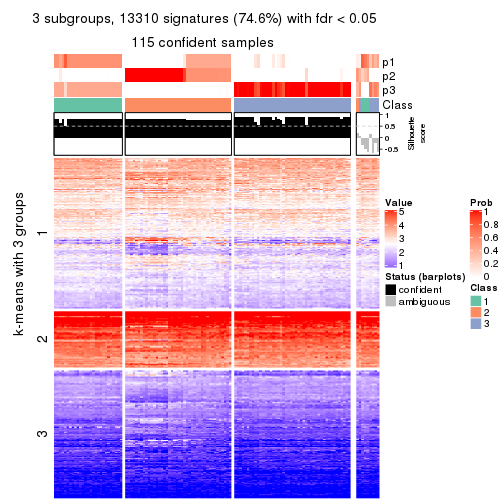 3 subgroups, 13310 signatures (74.6%) with fdr < 0.05
115 confident samples
p1
p2
p3
Class
1
0.5
0
-0.5
Silhouette
score
k-means with 3 groups
1
2
3
Value
5
4
3
2
1
Status (barplots)
confident
ambiguous
Prob
1
0.8
0.6
0.4
0.2
0
Class
1
2
3